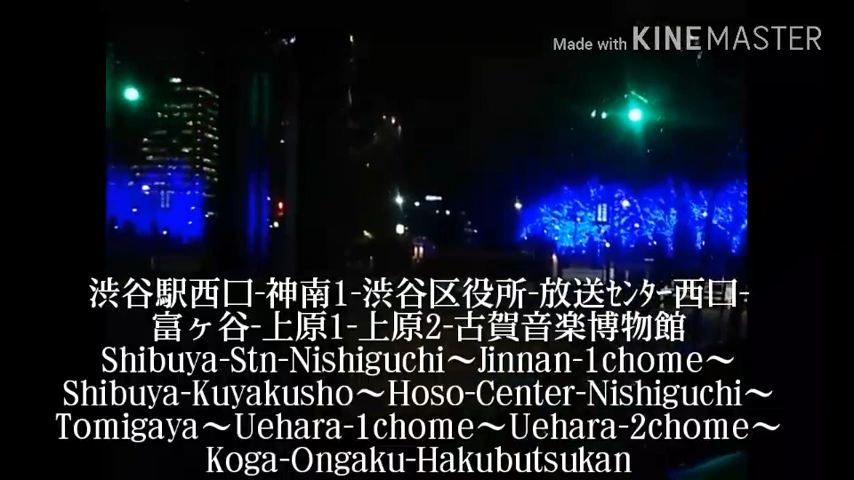 Made with KINEMASTER
渋谷駅西口-神南1-渋谷区役所-放送ｾﾝﾀｰ西口-
富ヶ谷-上原1-上原2-古賀音楽博物館
Shibuya-Stn-Nishiguchi～Jinnan-1chome～
Shibuya-Kuyakusho～Hoso-Center-Nishiguchi～
Tomigaya～Uehara-1chome～Uehara-2chome～
Koga-Ongaku-Hakubutsukan